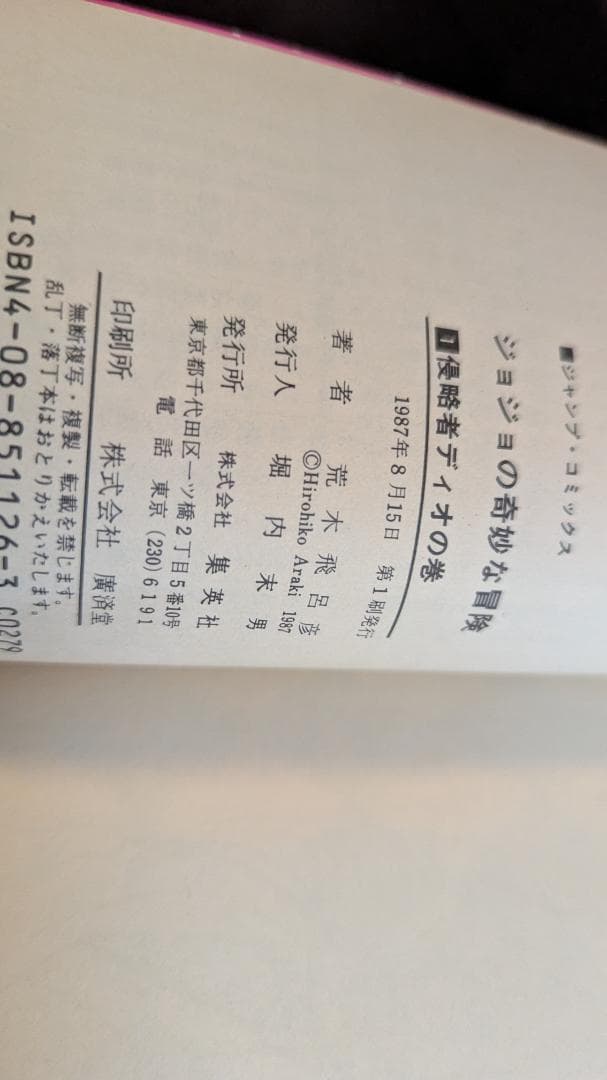 ■ジャンプ・コミックス
ジョジョの奇妙な冒険
1侵略者ディオの巻
1987年8月15日 第1刷発行
著者 荒木飛呂彦
©Hirohiko Araki 1987
発行人 堀内末男
発行所 株式会社 集英社
東京都千代田区一ツ橋2丁目5番10号
電話 東京(230)6191
印刷所 株式会社 廣済堂
無断複写・複製・転載を禁じます。
乱丁・落丁本はおとりかえいたします。
ISBN4-08-851126-3 C0279